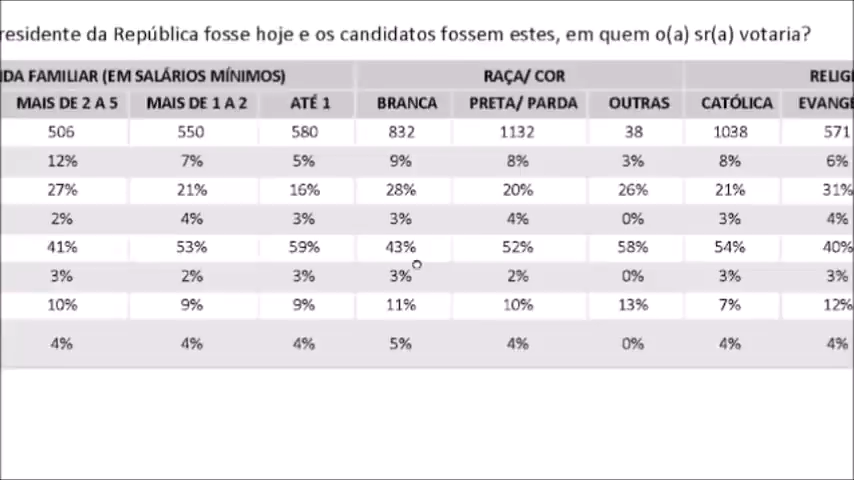 residente da República fosse hoje e os candidatos fossem estes, em quem o(a) sr(a) votaria?
NDA FAMILIAR (EM SALÁRIOS MÍNIMOS) RAÇA/ COR RELIG
MAIS DE 2 A 5 MAIS DE 1 A 2 ATÉ 1 BRANCA PRETA/ PARDA OUTRAS CATÓLICA EVANGE
506 550 580 832 1132 38 1038 571
12% 7% 5% 9% 8% 3% 8% 6%
27% 21% 16% 28% 20% 26% 21% 31%
2% 4% 3% 3% 4% 0% 3% 4%
41% 53% 59% 43% 52% 58% 54% 40%
3% 2% 3% 3% 2% 0% 3% 3%
10% 9% 9% 11% 10% 13% 7% 12%
4% 4% 4% 5% 4% 0% 4% 4%